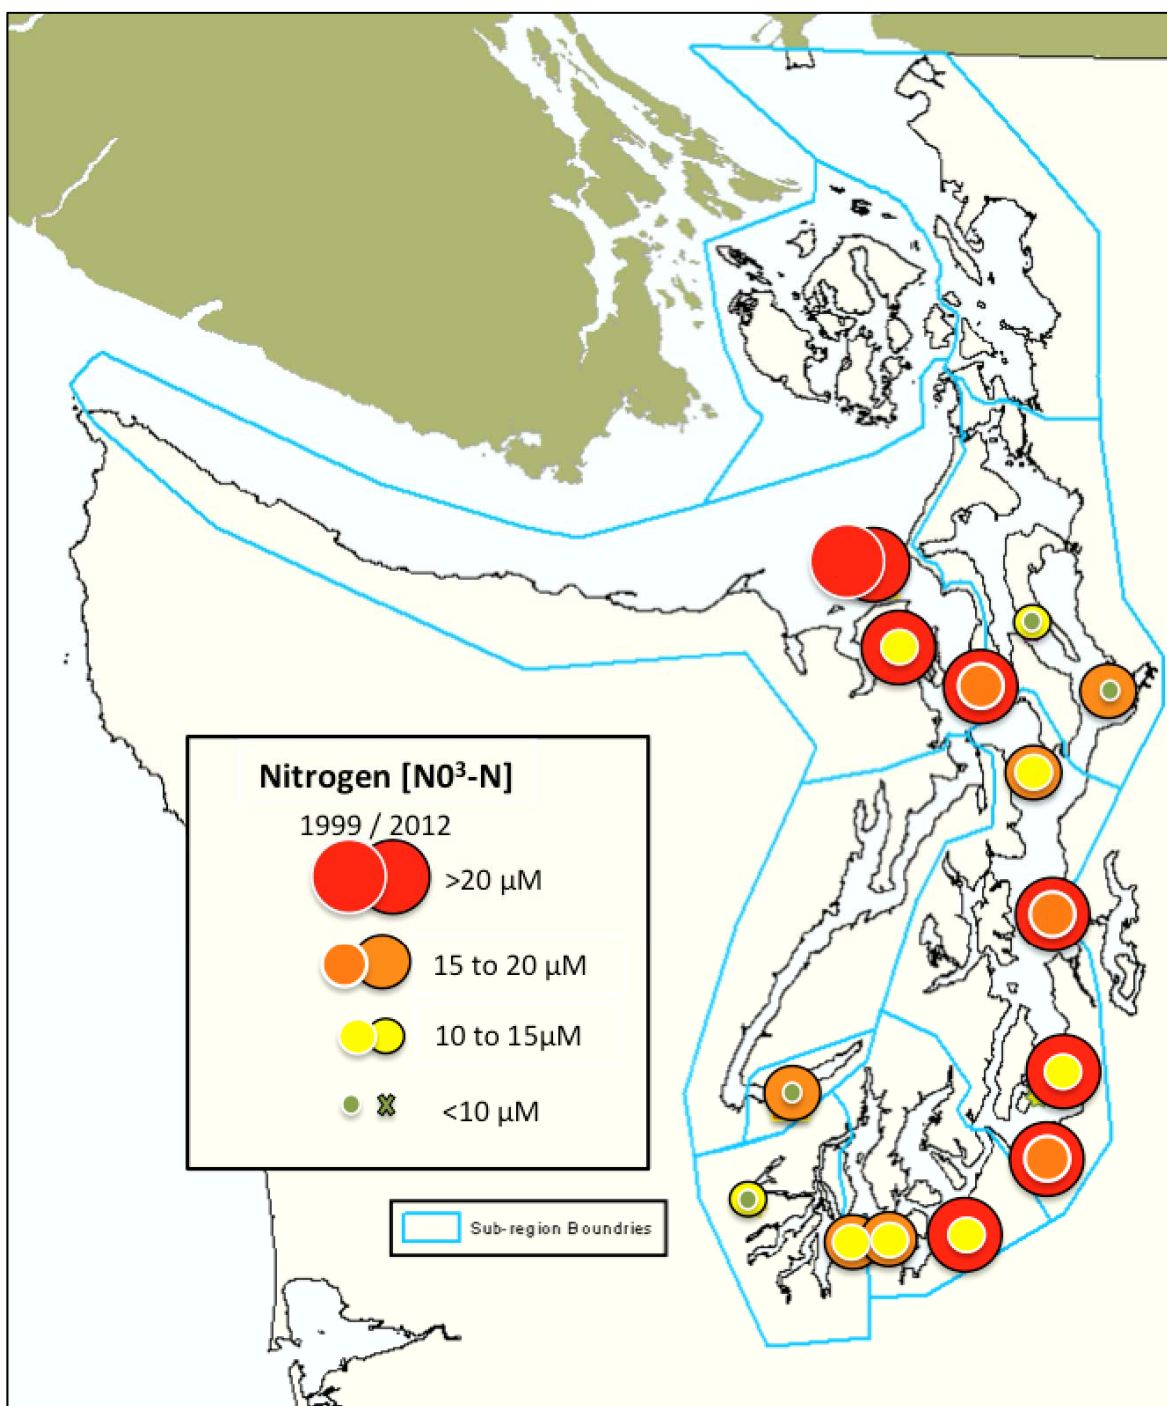 Nitrogen [N0³-N]
1999 / 2012
>20 µM
15 to 20 µM
10 to 15µM
<10 µM
Sub-region Boundries